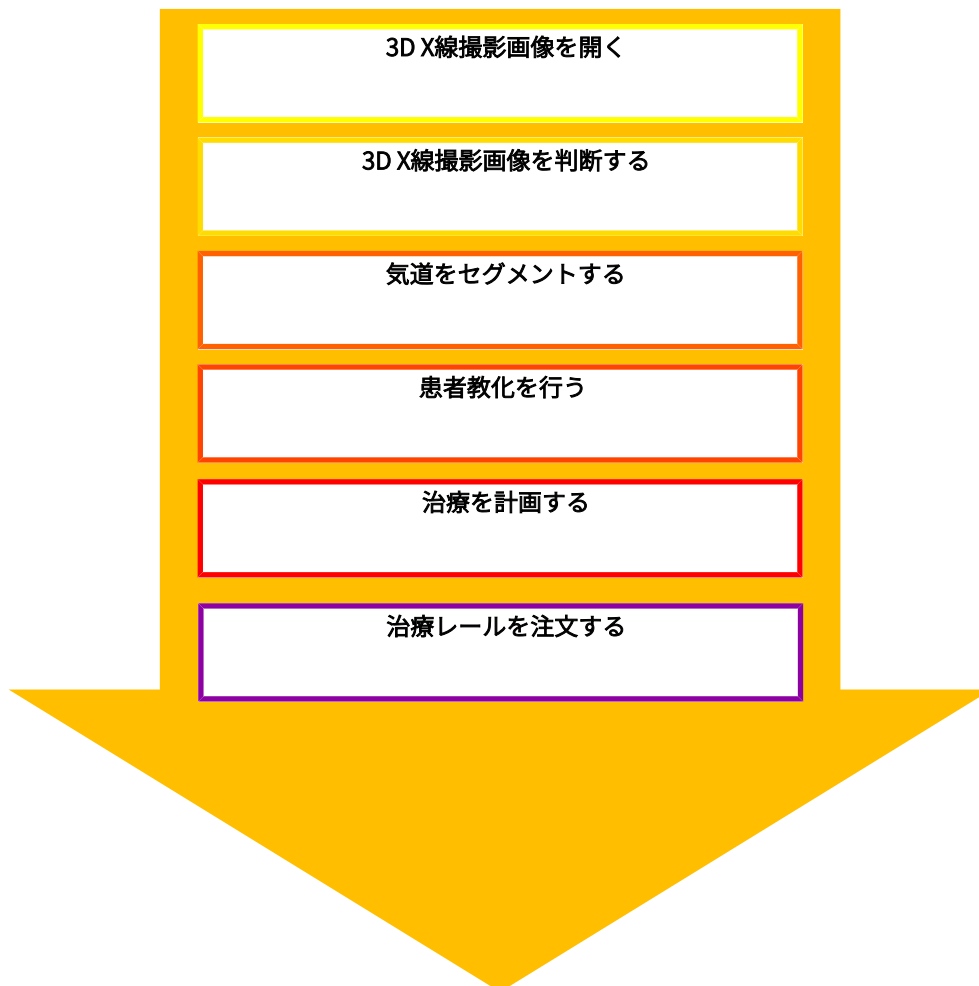 3D X線撮影画像を開く
3D X線撮影画像を判断する
気道をセグメントする
患者教化を行う
治療を計画する
治療レールを注文する